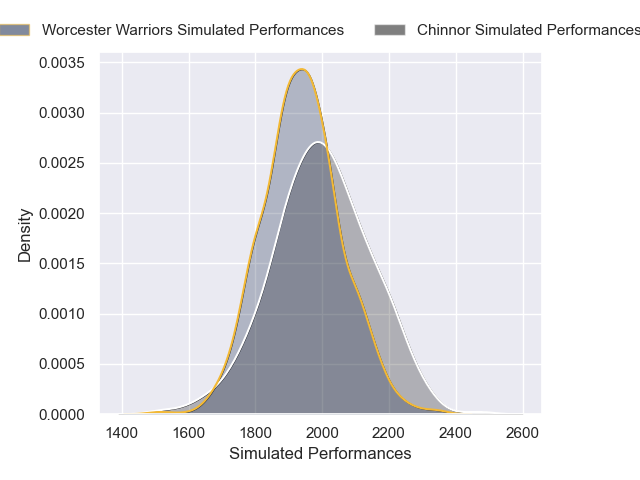 Worcester Warriors Simulated Performances Chinnor Simulated Performances
0.0035
0.0030
0.0025
0.0020
0.0015
0.0010
0.0005
0.0000
Density
1400 1600 1800 2000 2200 2400 2600
Simulated Performances